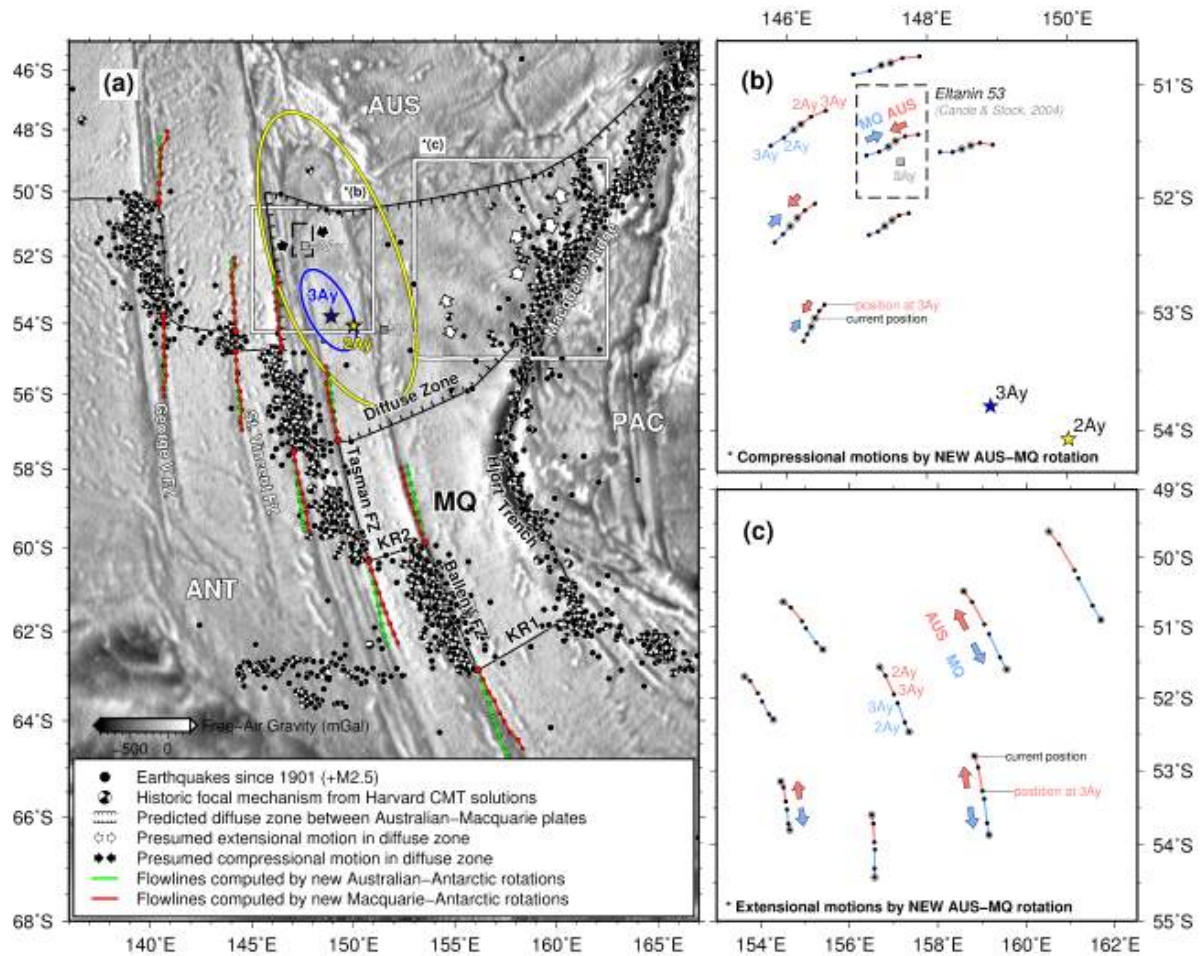 (a)
AUS
*(c)
*(b)
3Ay
2Ay
Macquarie Ridge
Diffuse Zone
PAC
George V FZ
St. Vincent FZ
Tasman FZ
MQ
Hjort Trench
KR2
Balleny FZ
KR1
ANT
Free-Air Gravity (mGal)
-500 0
46°S
48°S
50°S
52°S
54°S
56°S
58°S
60°S
62°S
64°S
66°S
68°S
140°E 145°E 150°E 155°E 160°E 165°E
Earthquakes since 1901 (+M2.5)
Historic focal mechanism from Harvard CMT solutions
Predicted diffuse zone between Australian-Macquarie plates
Presumed extensional motion in diffuse zone
Presumed compressional motion in diffuse zone
Flowlines computed by new Australian-Antarctic rotations
Flowlines computed by new Macquarie-Antarctic rotations
146°E 148°E 150°E
(b)
51°S
52°S
53°S
54°S
Eltanin 53
(Cande & Stock, 2004)
2Ay 3Ay
MQ AUS
3Ay 2Ay
3Ay
position at 3Ay
current position
3Ay
2Ay
* Compressional motions by NEW AUS-MQ rotation
(c)
49°S
50°S
51°S
52°S
53°S
54°S
55°S
AUS
MQ
2Ay
3Ay
3Ay
2Ay
current position
postition at 3Ay
* Extensional motions by NEW AUS-MQ rotation
154°E 156°E 158°E 160°E 162°E